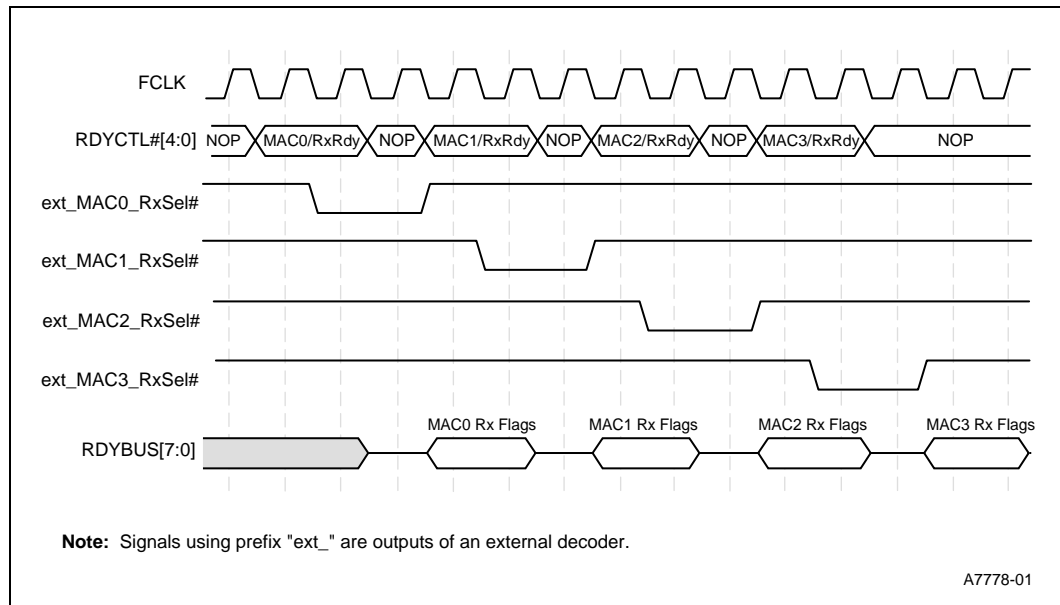 FCLK
RDYCTL#[4:0] NOP MAC0/RxRdy NOP MAC1/RxRdy NOP MAC2/RxRdy NOP MAC3/RxRdy NOP
ext_MAC0_RxSel#
ext_MAC1_RxSel#
ext_MAC2_RxSel#
ext_MAC3_RxSel#
MAC0 Rx Flags MAC1 Rx Flags MAC2 Rx Flags MAC3 Rx Flags
RDYBUS[7:0]
Note: Signals using prefix "ext_" are outputs of an external decoder.
A7778-01